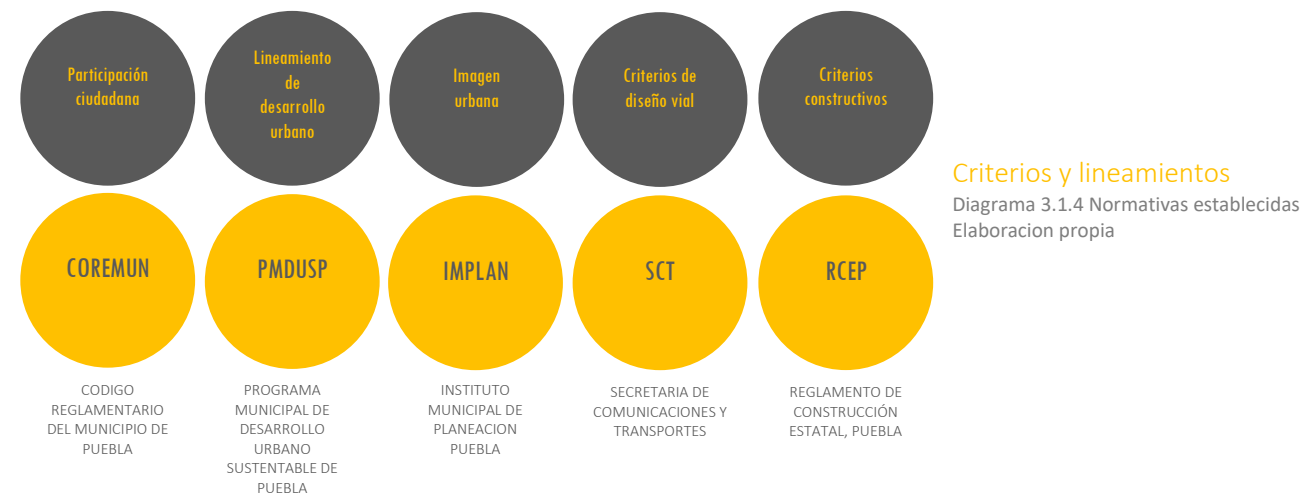 Participación
ciudadana
Lineamiento
de
desarrollo
urbano
Imagen
urbana
Criterios de
diseño vial
Criterios
constructivos
COREMUN
PMDUSP
IMPLAN
SCT
RCEP
CODIGO
REGLAMENTARIO
DEL MUNICIPIO DE
PUEBLA
PROGRAMA
MUNICIPAL DE
DESARROLLO
URBANO
SUSTENTABLE DE
PUEBLA
INSTITUTO
MUNICIPAL DE
PLANEACION
PUEBLA
SECRETARIA DE
COMUNICACIONES Y
TRANSPORTES
REGLAMENTO DE
CONSTRUCCIÓN
ESTATAL, PUEBLA
Criterios y lineamientos
Diagrama 3.1.4 Normativas establecidas
Elaboracion propia